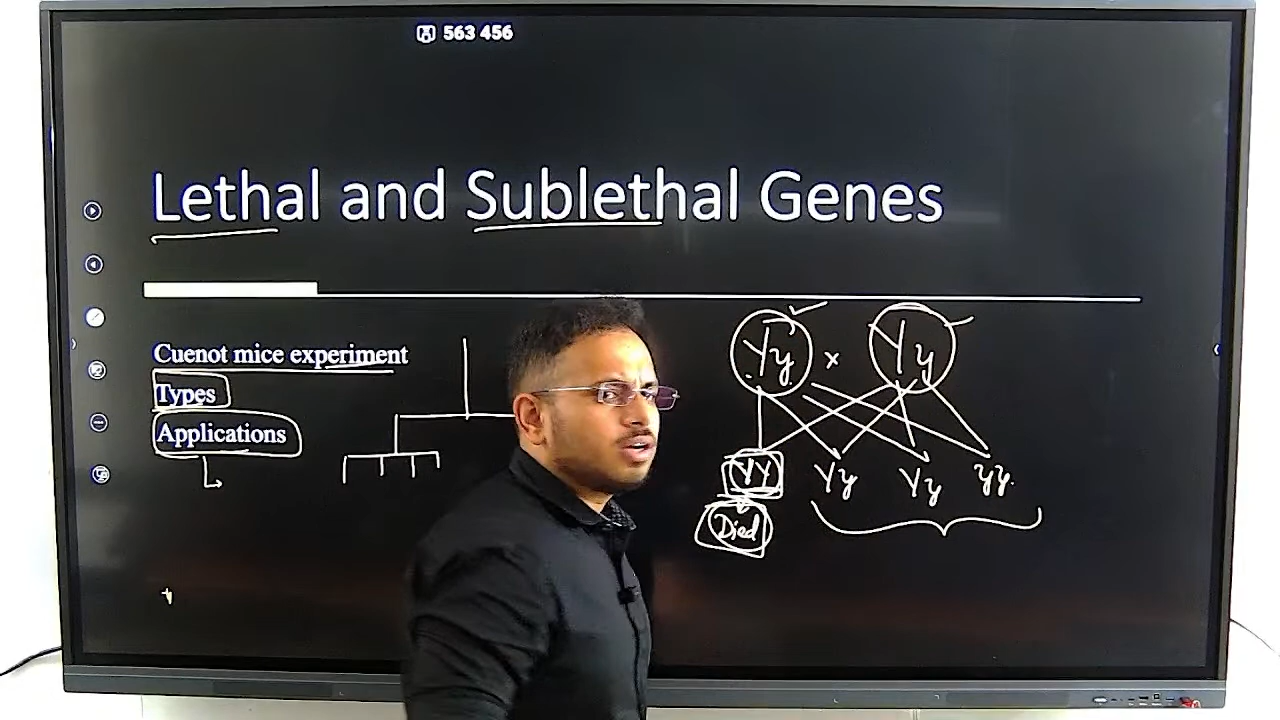 563 456
Lethal and Sublethal Genes
Cuenot mice experiment
Types
Applications
Yy x Yy
YY Yy Yy yy
Died